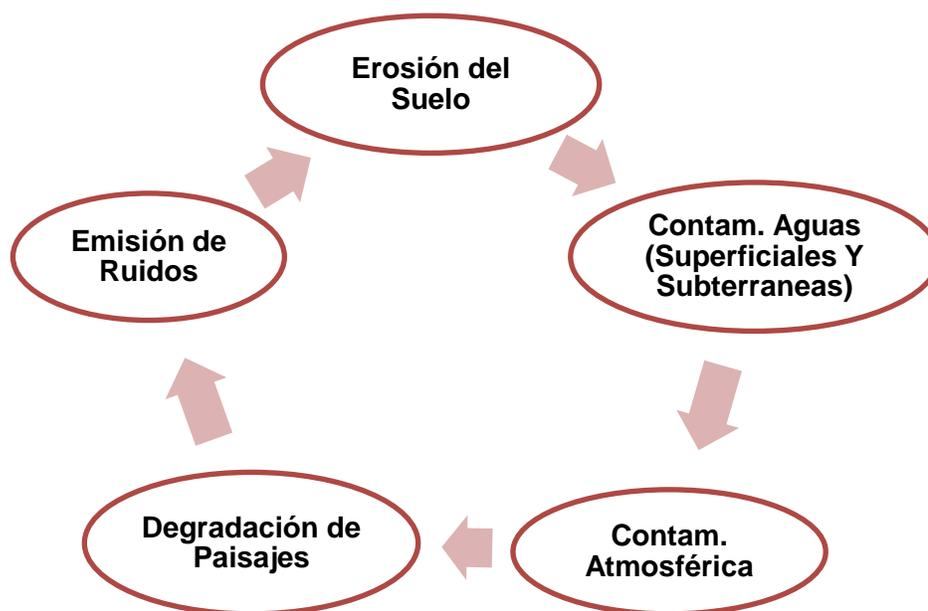 Erosión del
Suelo
Contam. Aguas
(Superficiales Y
Subterraneas)
Contam.
Atmosférica
Degradación de
Paisajes
Emisión de
Ruidos